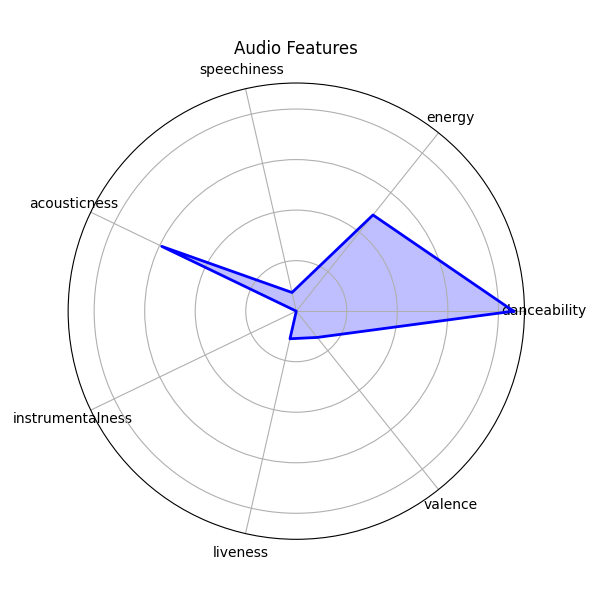 Audio Features
speechiness
energy
acousticness
danceability
instrumentalness
valence
liveness